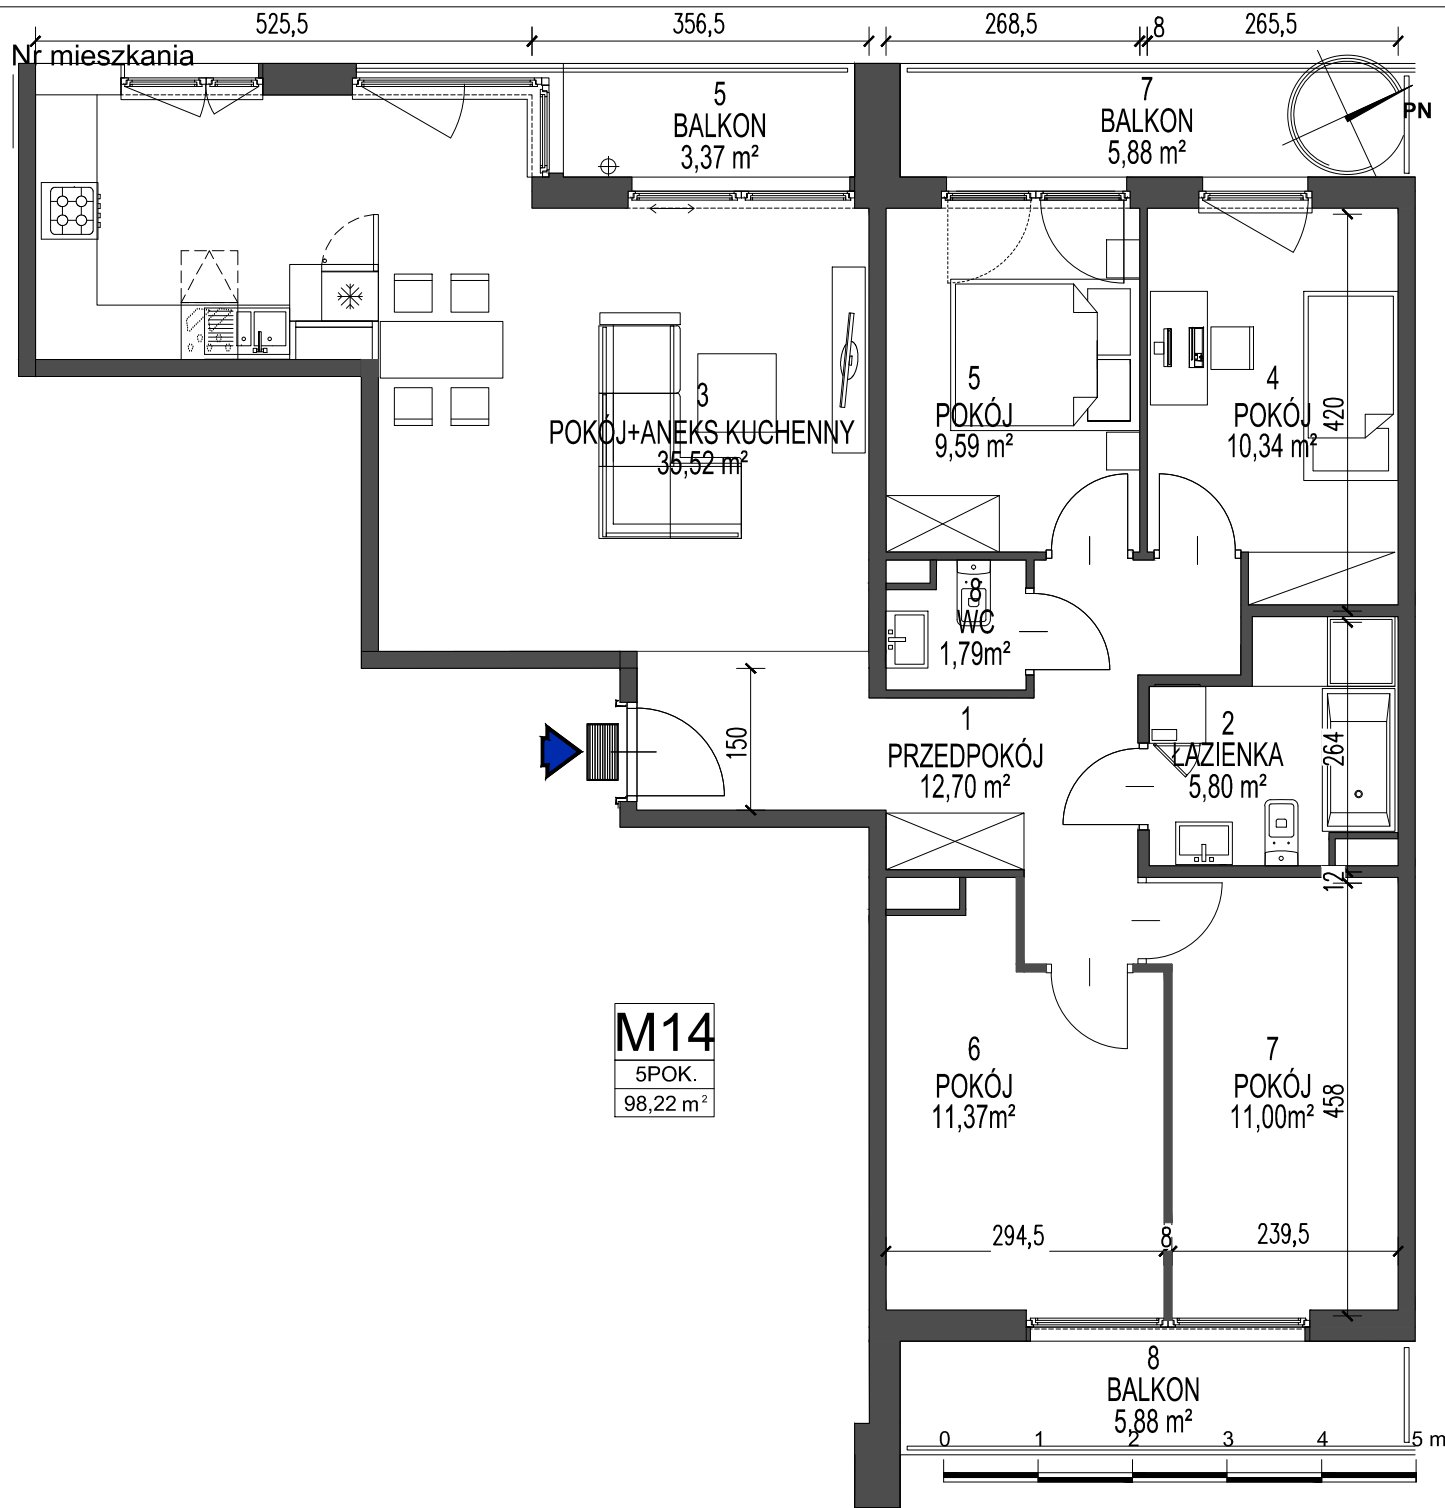 525,5
356,5
268,5
8
265,5
Nr mieszkania
5
BALKON
3,37 m²
7
BALKON
5,88 m²
PN
3
POKÓJ+ANEKS KUCHENNY
35,52 m²
5
POKÓJ
9,59 m²
4
POKÓJ
10,34 m²
420
8
WC
1,79m²
1
PRZEDPOKÓJ
12,70 m²
150
2
ŁAZIENKA
5,80 m²
264
12
M14
5POK.
98,22 m²
6
POKÓJ
11,37m²
7
POKÓJ
11,00m²
458
294,5
8
239,5
8
BALKON
5,88 m²
0 1 2 3 4 5 m